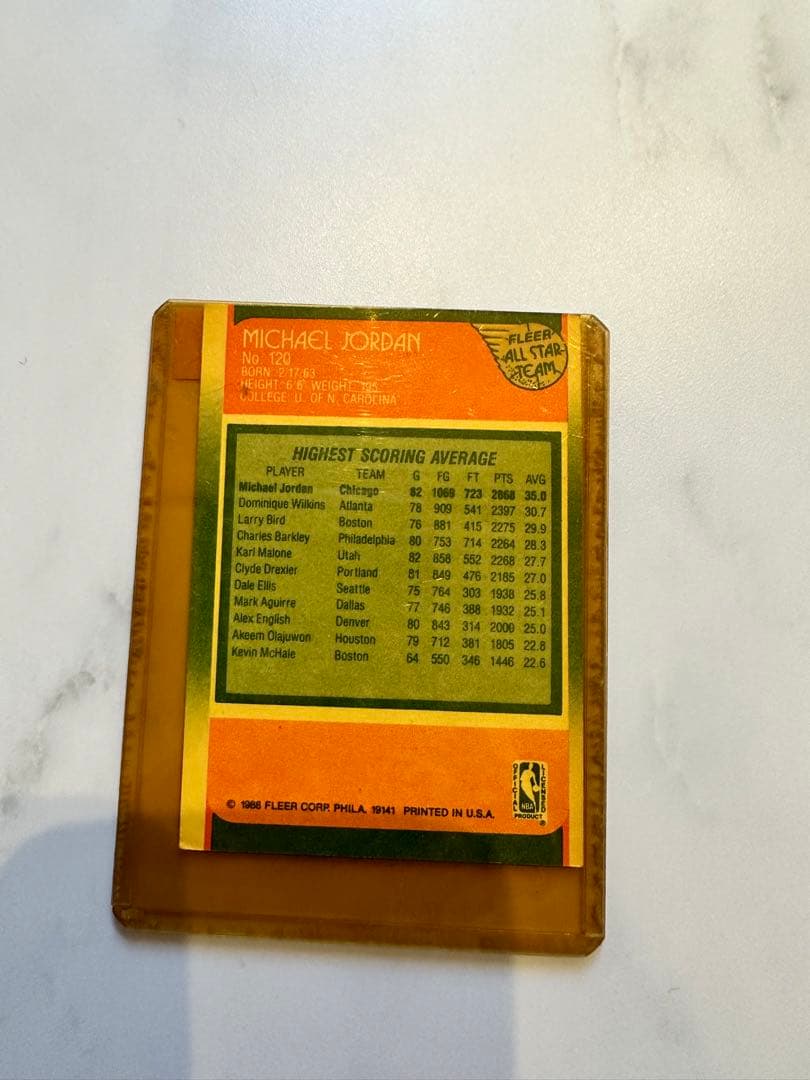 MICHAEL JORDAN
No. 120
BORN: 2.17.63
HEIGHT: 6'6" WEIGHT: 195
COLLEGE: U. OF N. CAROLINA
FLEER
ALL STAR
TEAM
HIGHEST SCORING AVERAGE
PLAYER TEAM G FG FT PTS AVG
Michael Jordan Chicago 82 1069 723 2868 35.0
Dominique Wilkins Atlanta 78 909 541 2397 30.7
Larry Bird Boston 76 881 415 2275 29.9
Charles Barkley Philadelphia 80 753 714 2264 28.3
Karl Malone Utah 82 858 552 2268 27.7
Clyde Drexler Portland 81 849 476 2185 27.0
Dale Ellis Seattle 75 764 303 1938 25.8
Mark Aguirre Dallas 77 746 388 1932 25.1
Alex English Denver 80 843 314 2000 25.0
Akeem Olajuwon Houston 79 712 381 1805 22.8
Kevin McHale Boston 64 550 346 1446 22.6
© 1988 FLEER CORP. PHILA. 19141 PRINTED IN U.S.A.
OFFICIAL
LICENSED
NBA
PRODUCT
®